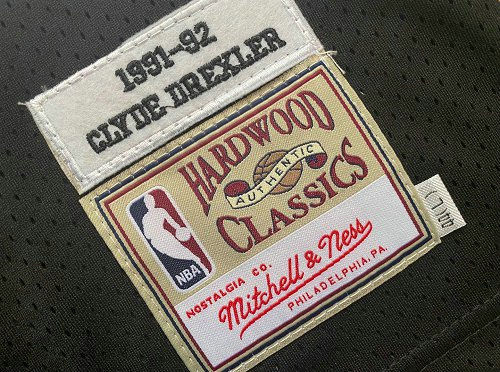 1991-92
CLYDE DREXLER
HARDWOOD
AUTHENTIC
CLASSICS
NBA
NOSTALGIA CO.
Mitchell & Ness
PHILADELPHIA, PA.